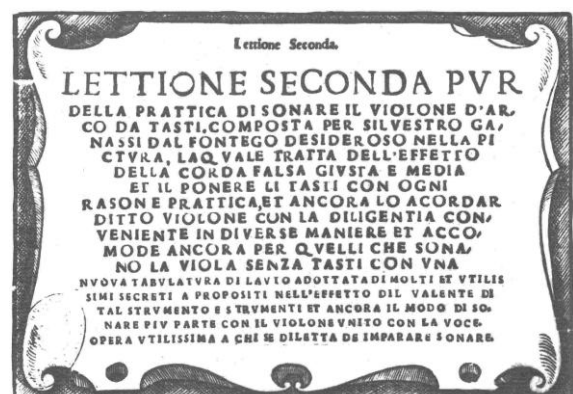 Lettione Seconda.
LETTIONE SECONDA PVR
DELLA PRATTICA DI SONARE IL VIOLONE D'AR,
CO DA TASTI. COMPOSTA PER SILVESTRO GA,
NASSI DAL FONTEGO DESIDEROSO NELLA PI
CTVRA, LAQVALE TRATTA DELL'EFFETTO
DELLA CORDA FALSA GIVSTA E MEDIA
ET IL PONERE LI TASTI CON OGNI
RASON E PRATTICA, ET ANCORA LO ACORDAR
DITTO VIOLONE CON LA DILIGENTIA CON,
VENIENTE IN DIVERSE MANIERE ET ACCO,
MODE ANCORA PER QVELLI CHE SONA,
NO LA VIOLA SENZA TASTI CON VNA
NVOVA TABVLATVRA DI LAVTO ADOTTATA DI MOLTI ET VTILIS
SIMI SECRETI A PROPOSITI NELL'EFFETTO DIL VALENTE DI
TAL STRVMENTO E STRVMENTI ET ANCORA IL MODO DI SO,
NARE PIV PARTE CON IL VIOLONE VNITO CON LA VOCE.
OPERA VTILISSIMA A CHI SE DILETTA DE IMPARARE SONARE.